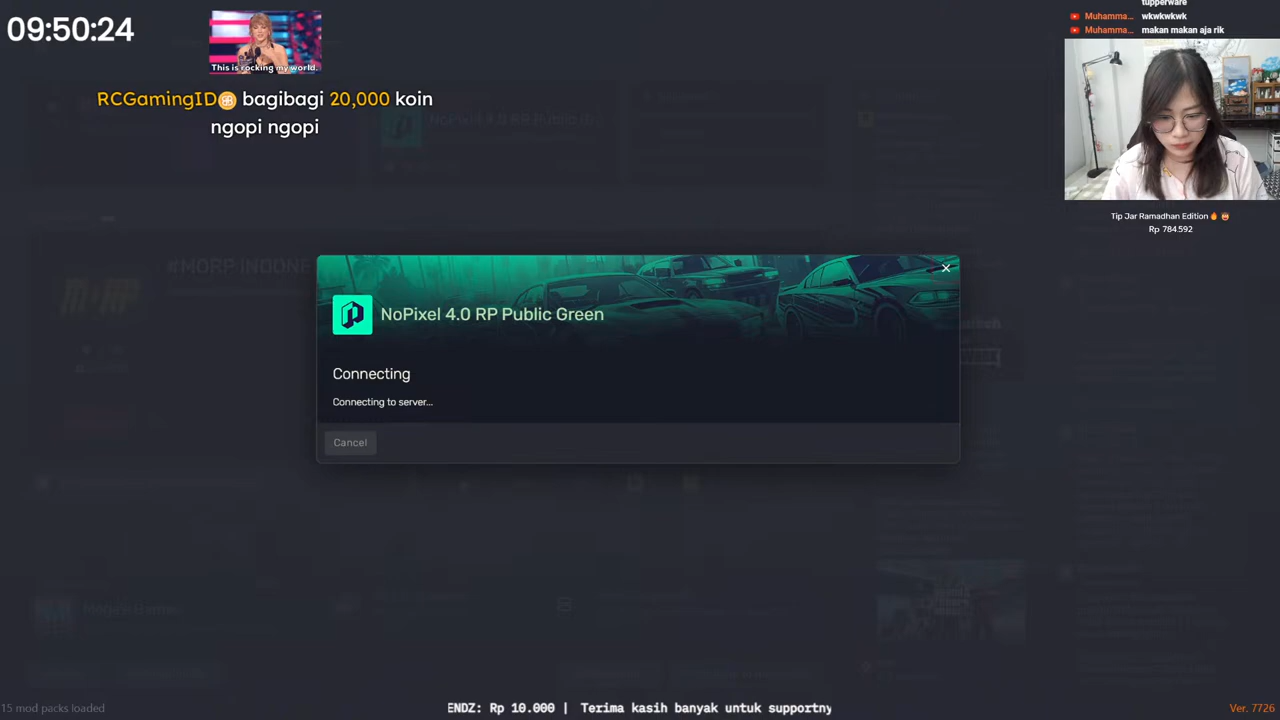 09:50:24
This is rocking my world.
RCGamingID bagibagi 20,000 koin
ngopi ngopi
tupperware
Muhamma... wkwkwkwk
Muhamma... makan makan aja rik
Tip Jar Ramadhan Edition
Rp 784.592
#MORP INDONE
NoPixel 4.0 RP Public Green
Connecting
Connecting to server...
Cancel
15 mod packs loaded
ENDZ: Rp 10.000 | Terima kasih banyak untuk supportny
Ver. 7726